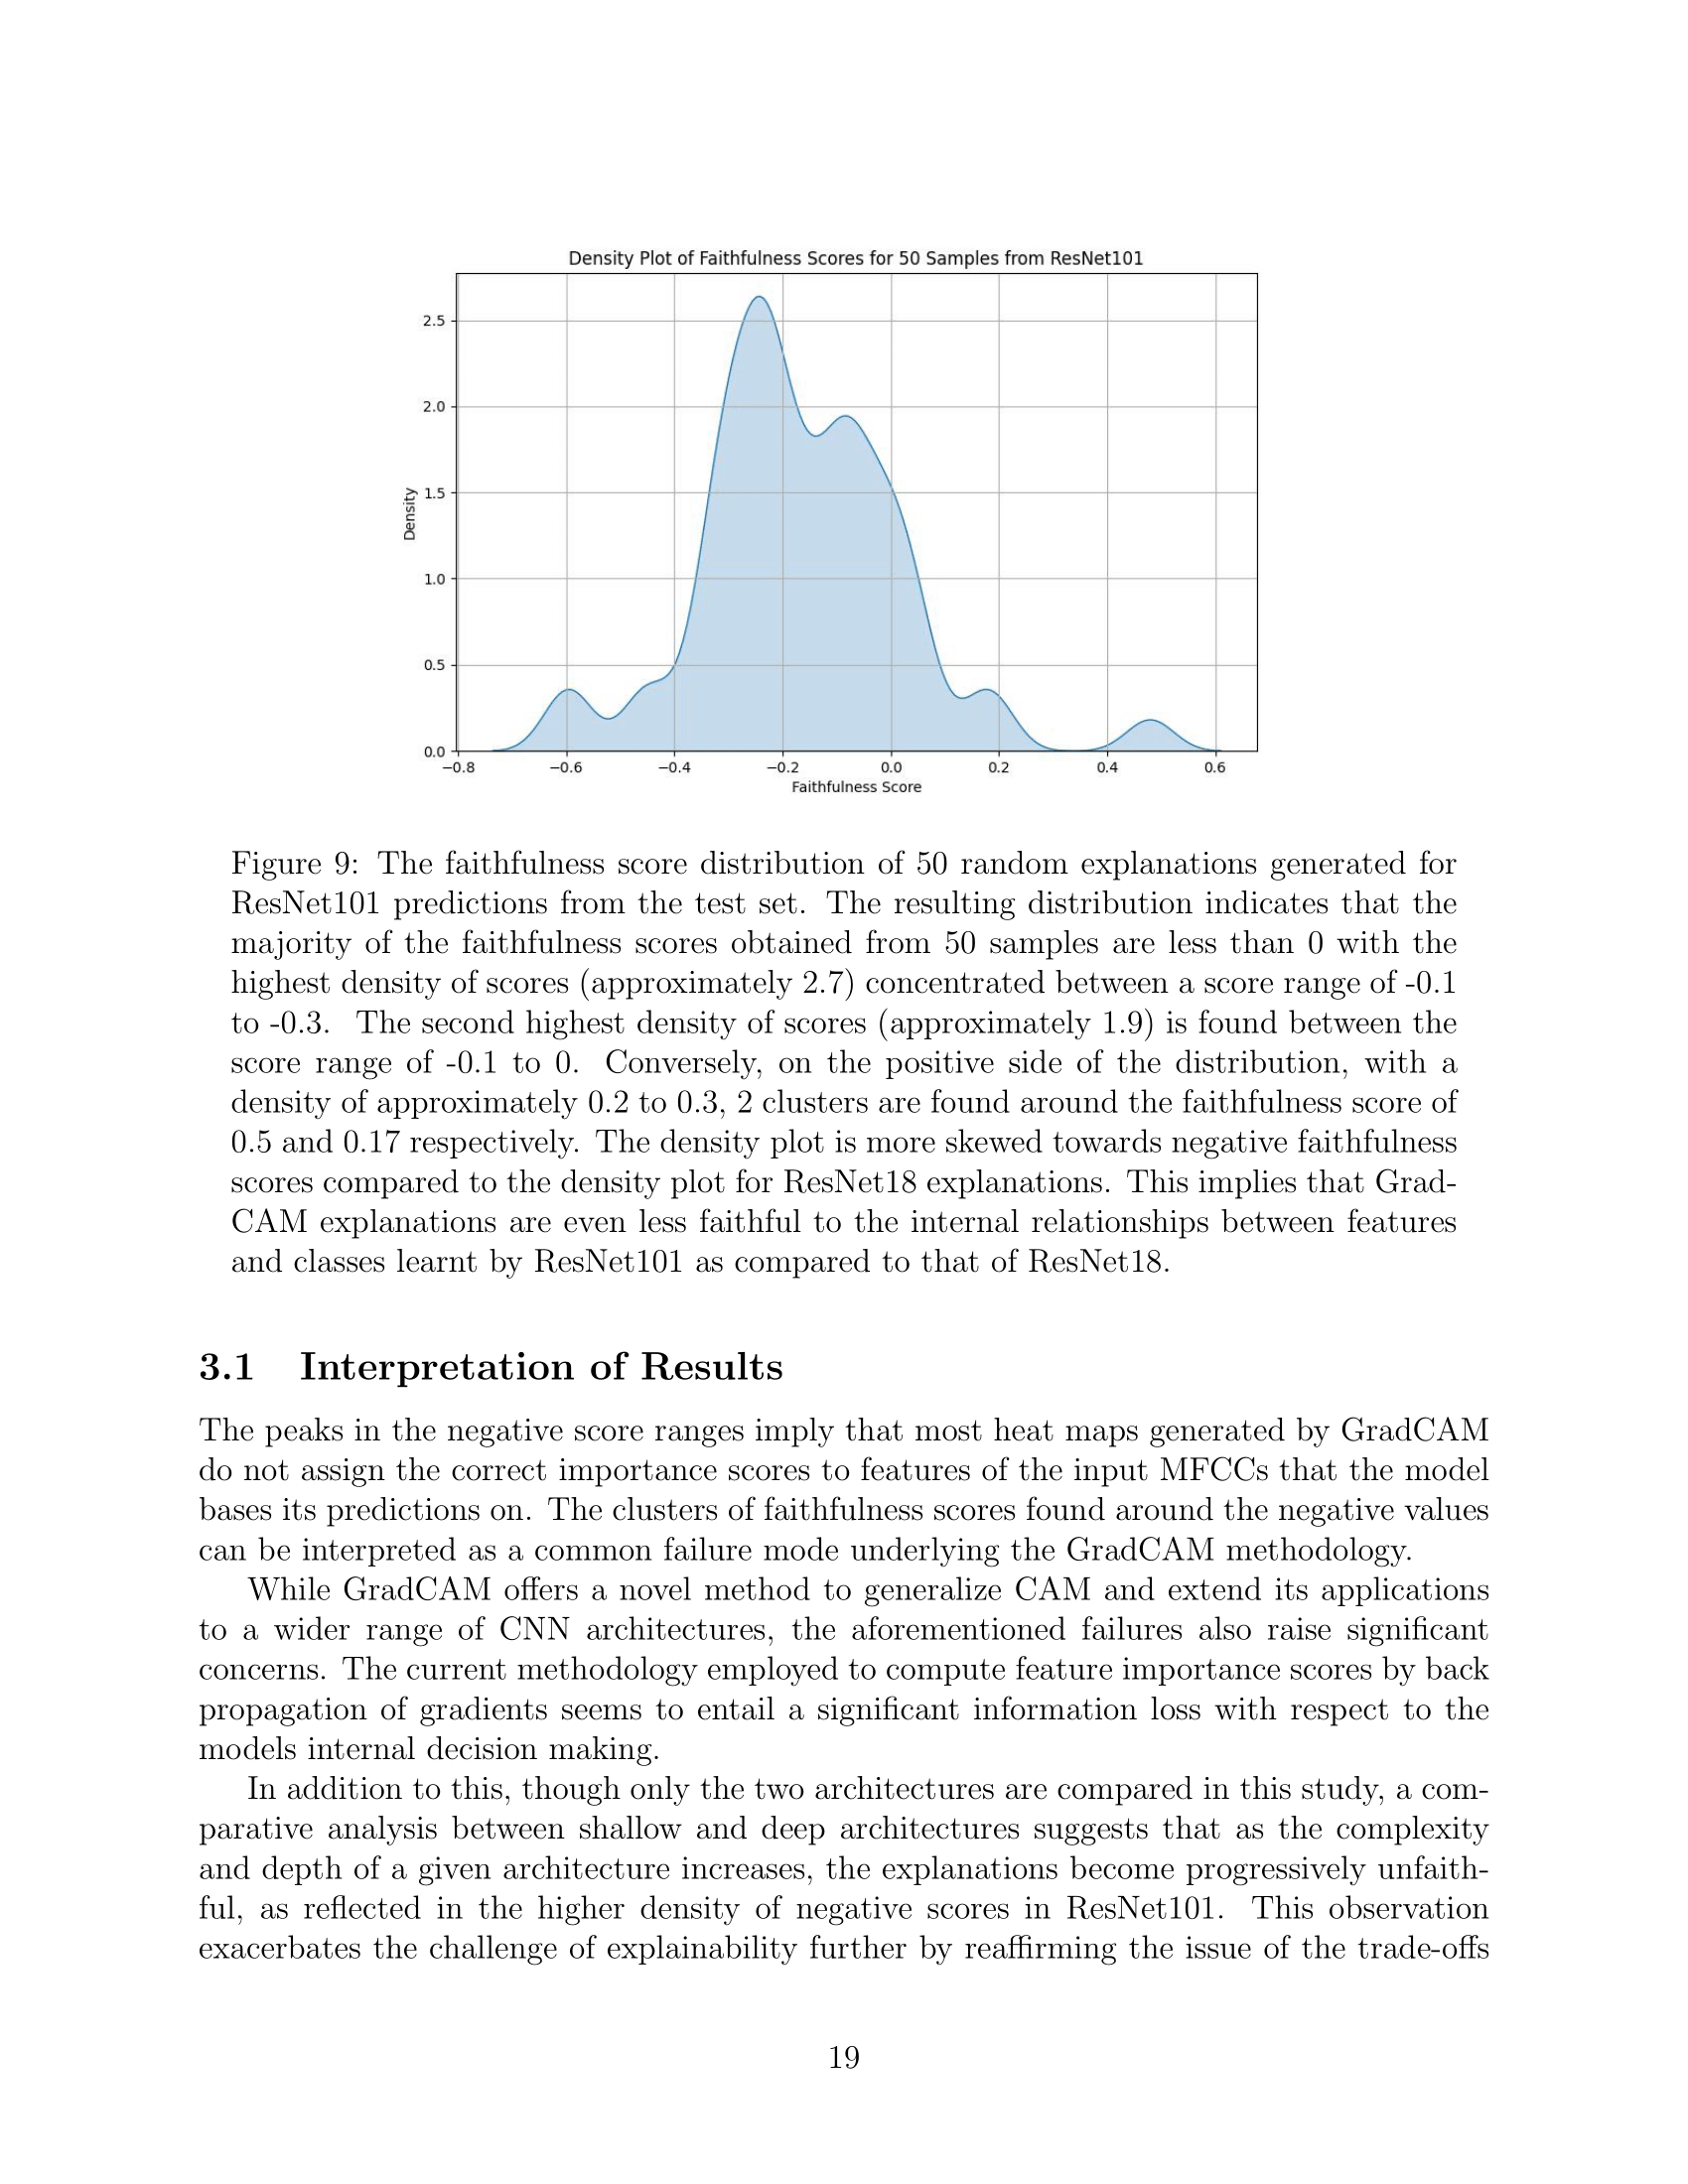 Density Plot of Faithfulness Scores for 50 Samples from ResNet101
2.5
2.0
1.5
1.0
0.5
0.0
Density
−0.8 −0.6 −0.4 −0.2 0.0 0.2 0.4 0.6
Faithfulness Score
Figure 9: The faithfulness score distribution of 50 random explanations generated for
ResNet101 predictions from the test set. The resulting distribution indicates that the
majority of the faithfulness scores obtained from 50 samples are less than 0 with the
highest density of scores (approximately 2.7) concentrated between a score range of -0.1
to -0.3. The second highest density of scores (approximately 1.9) is found between the
score range of -0.1 to 0. Conversely, on the positive side of the distribution, with a
density of approximately 0.2 to 0.3, 2 clusters are found around the faithfulness score of
0.5 and 0.17 respectively. The density plot is more skewed towards negative faithfulness
scores compared to the density plot for ResNet18 explanations. This implies that Grad-
CAM explanations are even less faithful to the internal relationships between features
and classes learnt by ResNet101 as compared to that of ResNet18.
3.1 Interpretation of Results
The peaks in the negative score ranges imply that most heat maps generated by GradCAM
do not assign the correct importance scores to features of the input MFCCs that the model
bases its predictions on. The clusters of faithfulness scores found around the negative values
can be interpreted as a common failure mode underlying the GradCAM methodology.
While GradCAM offers a novel method to generalize CAM and extend its applications
to a wider range of CNN architectures, the aforementioned failures also raise significant
concerns. The current methodology employed to compute feature importance scores by back
propagation of gradients seems to entail a significant information loss with respect to the
models internal decision making.
In addition to this, though only the two architectures are compared in this study, a com-
parative analysis between shallow and deep architectures suggests that as the complexity
and depth of a given architecture increases, the explanations become progressively unfaith-
ful, as reflected in the higher density of negative scores in ResNet101. This observation
exacerbates the challenge of explainability further by reaffirming the issue of the trade-offs
19